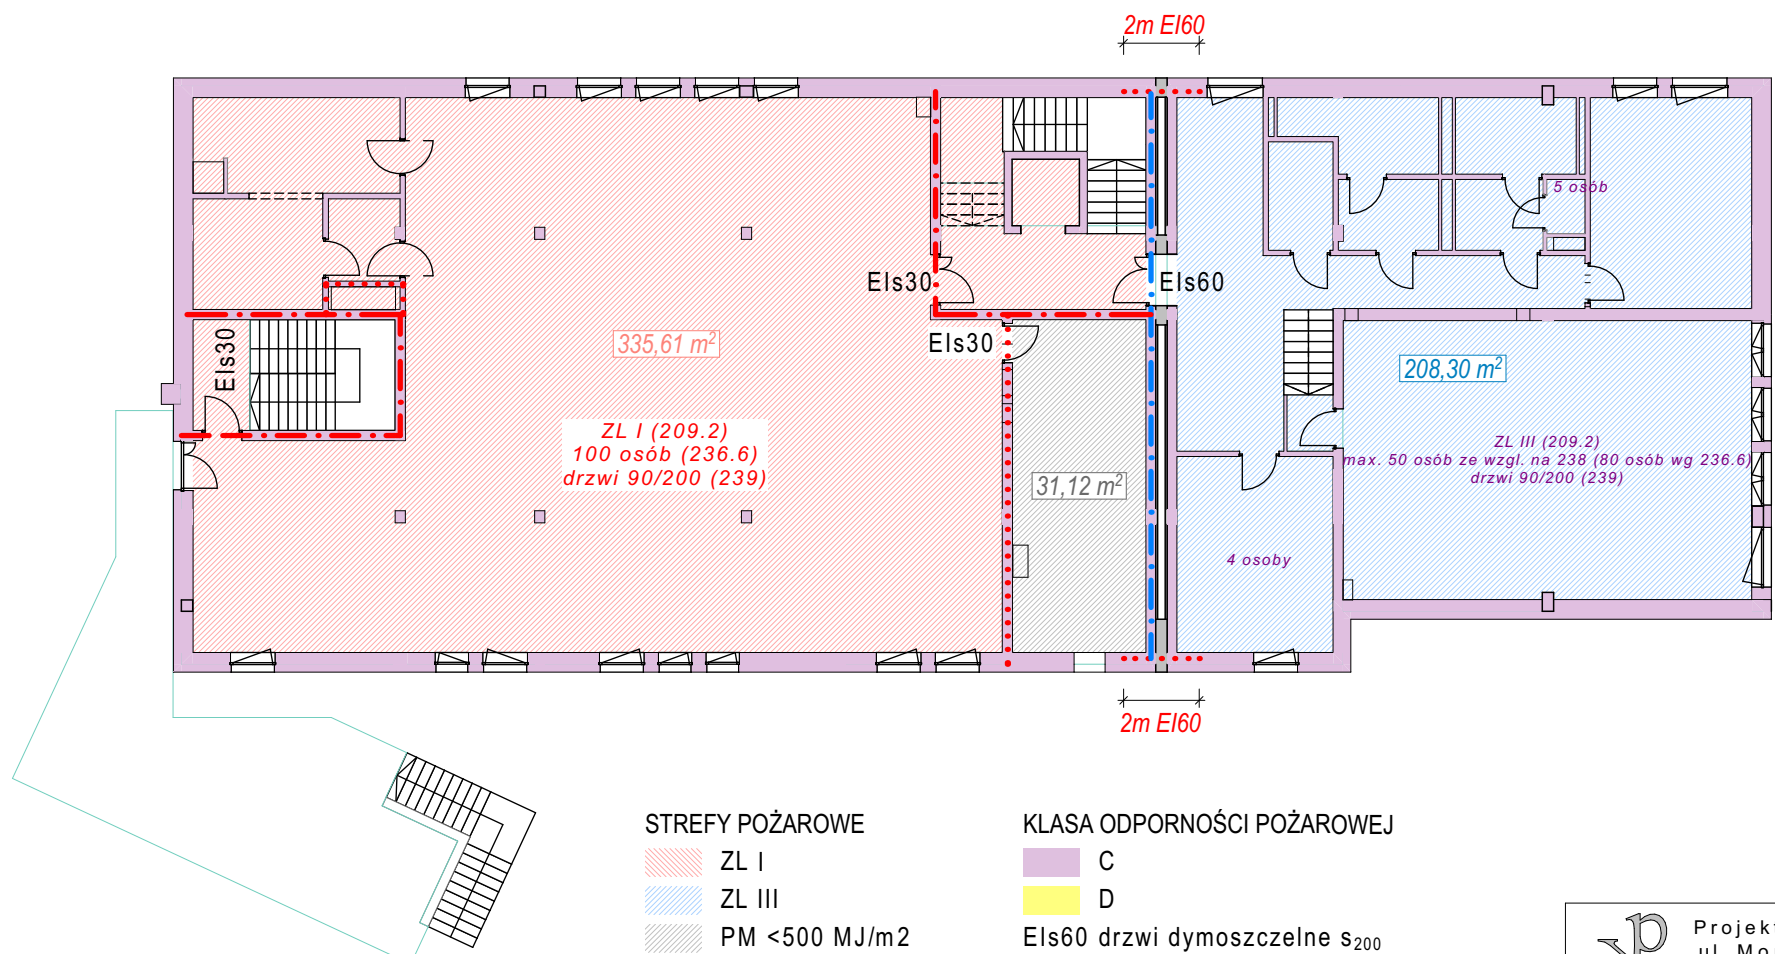 2m EI60
5 osób
EIs30
EIs60
EIs30
335,61 m²
EIs30
208,30 m²
ZL I (209.2)
100 osób (236.6)
drzwi 90/200 (239)
ZL III (209.2)
max. 50 osób ze wzgl. na 238 (80 osób wg 236.6)
drzwi 90/200 (239)
31,12 m²
4 osoby
2m EI60
STREFY POŻAROWE
ZL I
ZL III
PM <500 MJ/m2
KLASA ODPORNOŚCI POŻAROWEJ
C
D
EIs60 drzwi dymoszczelne s₂₀₀
Projekt